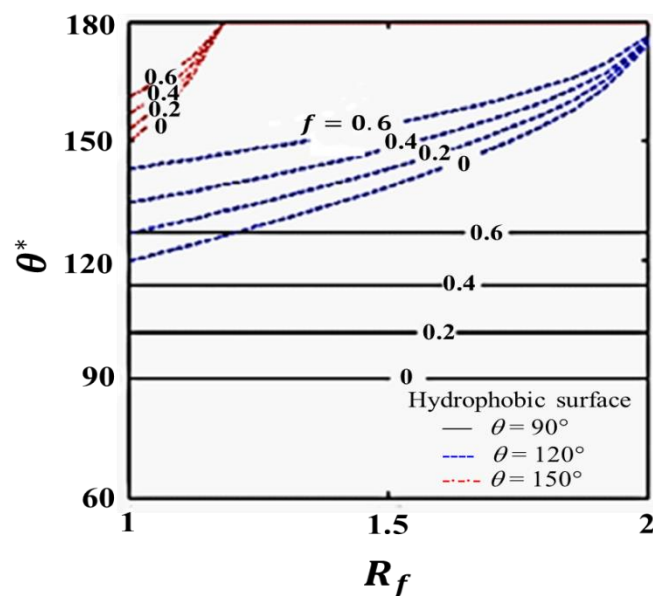 180
150
120
90
60
θ*
0.6
0.4
0.2
0
f = 0.6
0.4
0.2
0
0.6
0.4
0.2
0
Hydrophobic surface
θ = 90°
θ = 120°
θ = 150°
1
1.5
2
R_f